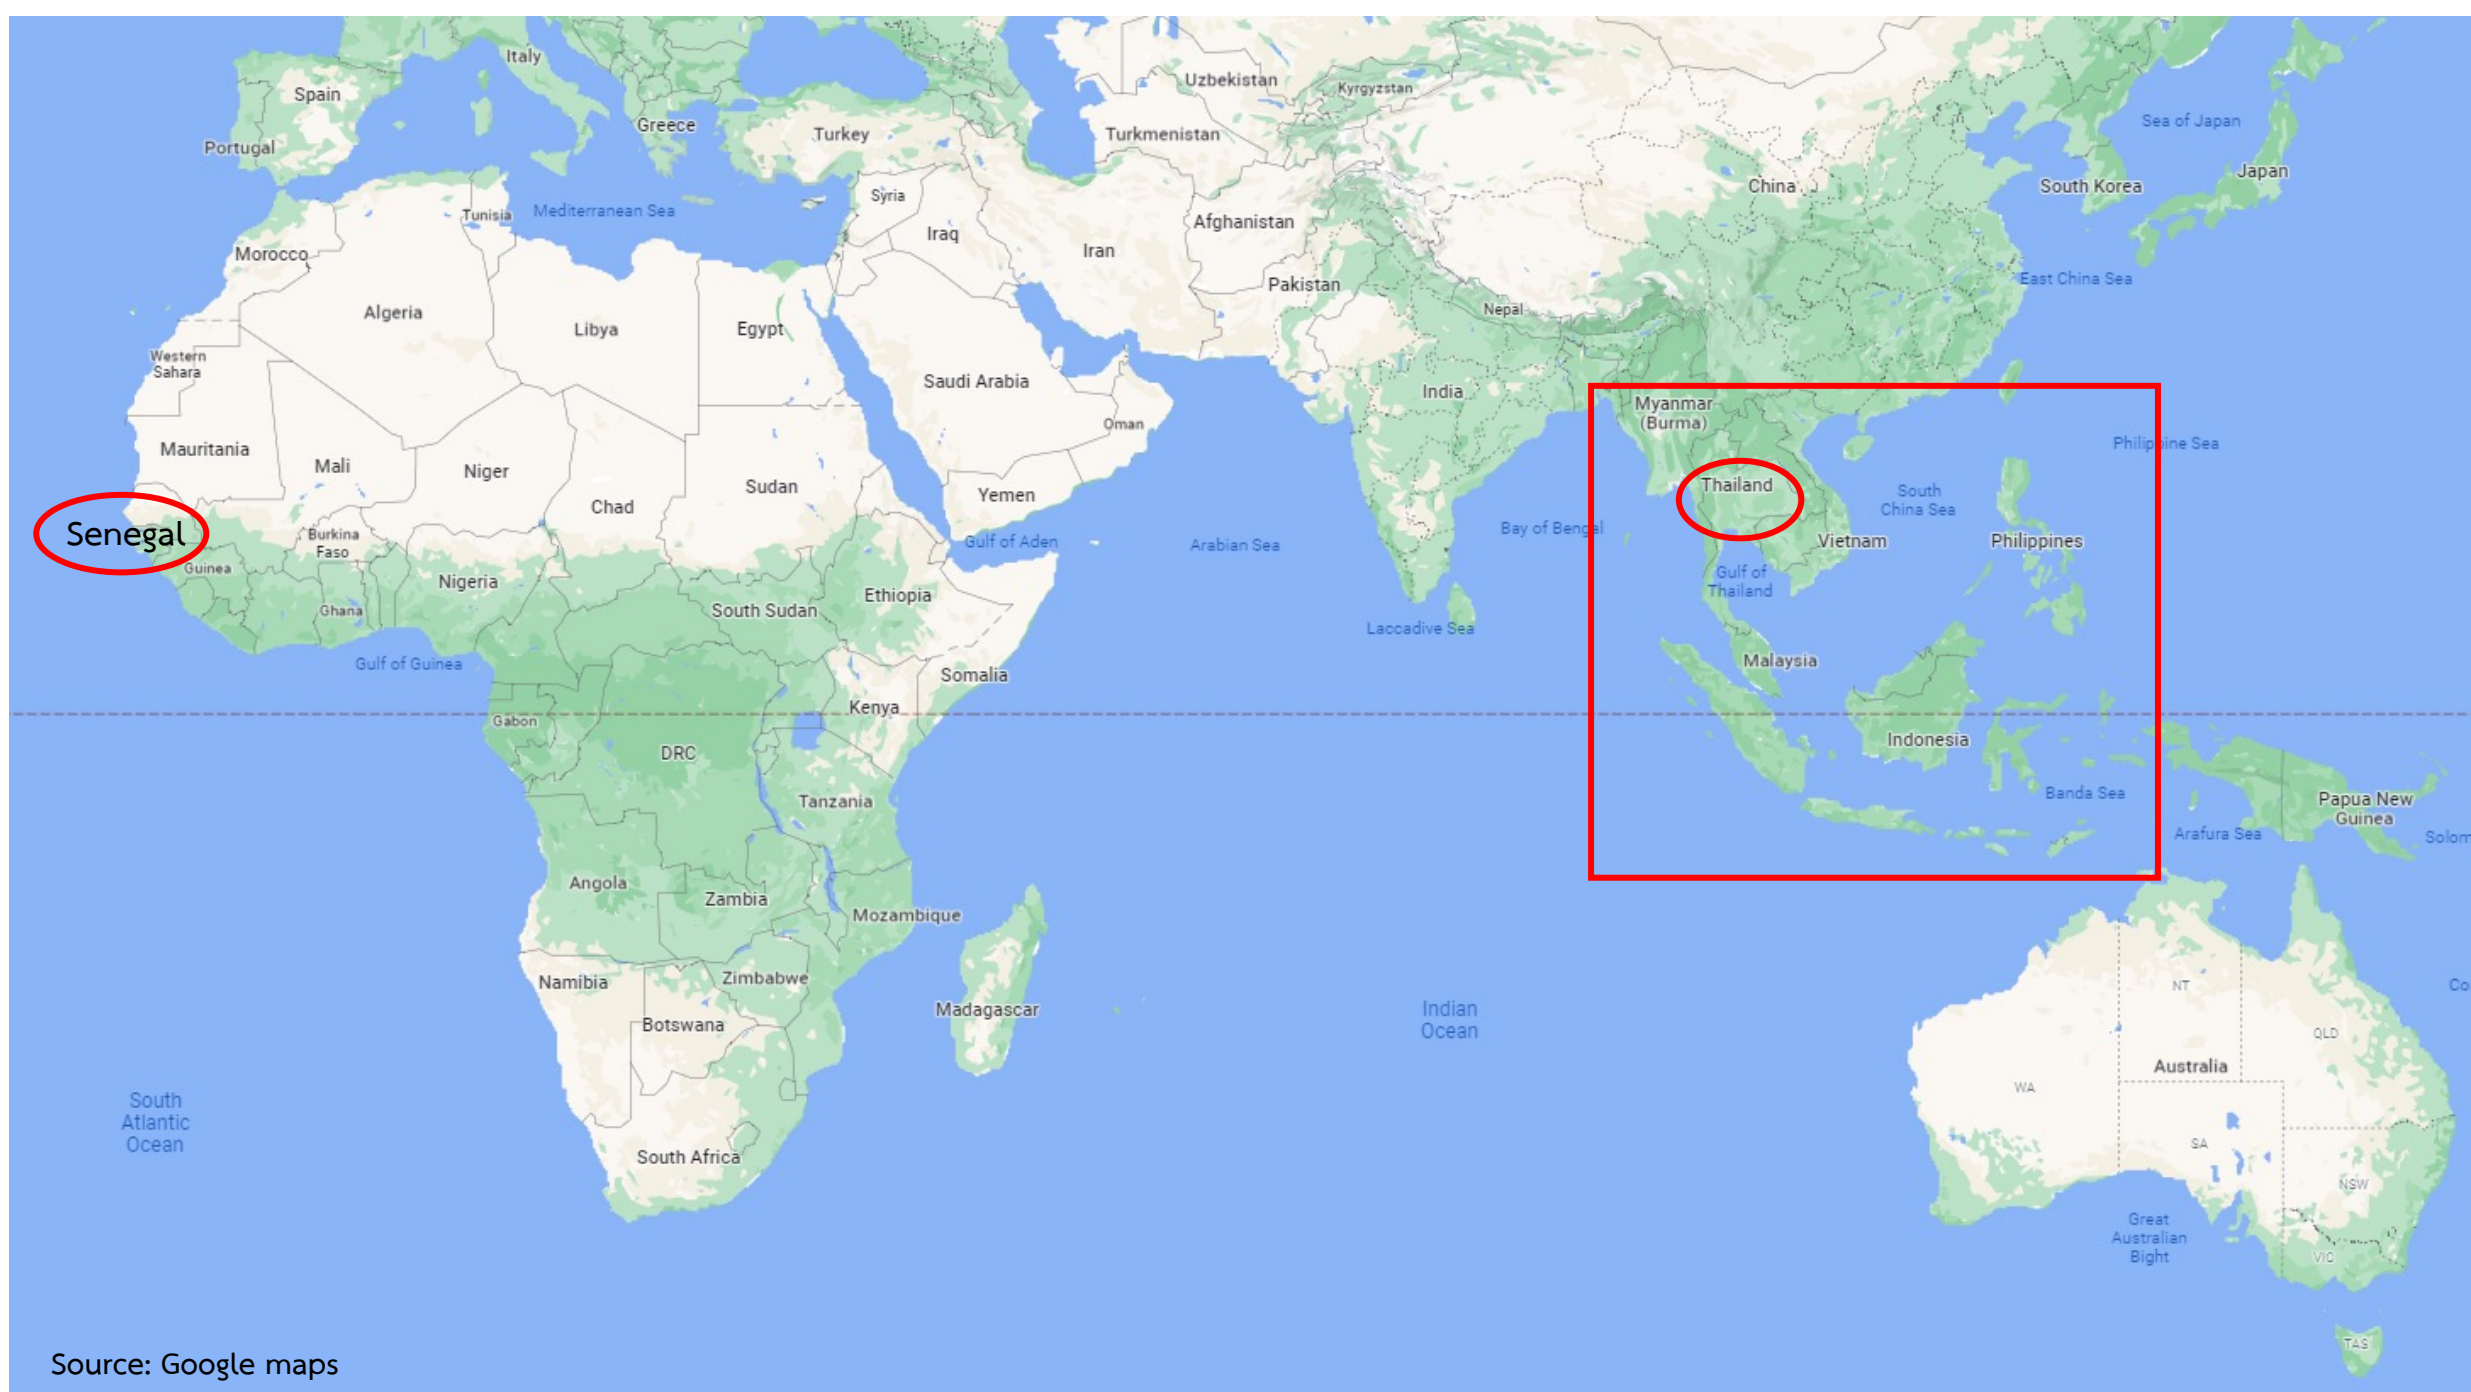 Italy
Spain
Portugal
Greece
Turkey
Uzbekistan
Kyrgyzstan
Turkmenistan
Sea of Japan
Japan
South Korea
China
Syria
Tunisia
Mediterranean Sea
Morocco
Iraq
Iran
Afghanistan
Pakistan
Nepal
East China Sea
Algeria
Libya
Egypt
Western
Sahara
Saudi Arabia
India
Oman
Myanmar
(Burma)
Philippine Sea
Mauritania
Mali
Niger
Chad
Sudan
Yemen
Thailand
South
China Sea
Senegal
Burkina
Faso
Gulf of Aden
Arabian Sea
Bay of Bengal
Vietnam
Philippines
Guinea
Nigeria
Ghana
South Sudan
Ethiopia
Gulf of
Thailand
Laccadive Sea
Gulf of Guinea
Somalia
Malaysia
Gabon
Kenya
DRC
Indonesia
Tanzania
Banda Sea
Papua New
Guinea
Arafura Sea
Solom
Angola
Zambia
Mozambique
Namibia
Zimbabwe
Botswana
Madagascar
Indian
Ocean
NT
Co
QLD
Australia
WA
SA
NSW
South
Atlantic
Ocean
South Africa
Great
Australian
Bight
VIC
TAS
Source: Google maps